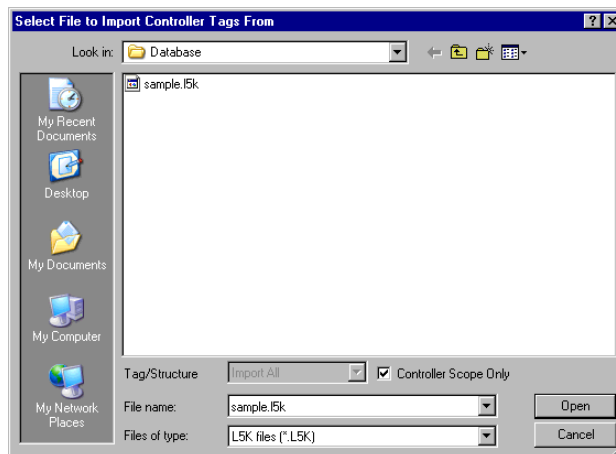 Select File to Import Controller Tags From
Look in: Database
sample.l5k
My Recent
Documents
Desktop
My Documents
My Computer
My Network
Places
Tag/Structure Import All Controller Scope Only
File name: sample.l5k Open
Files of type: L5K files (*.L5K) Cancel